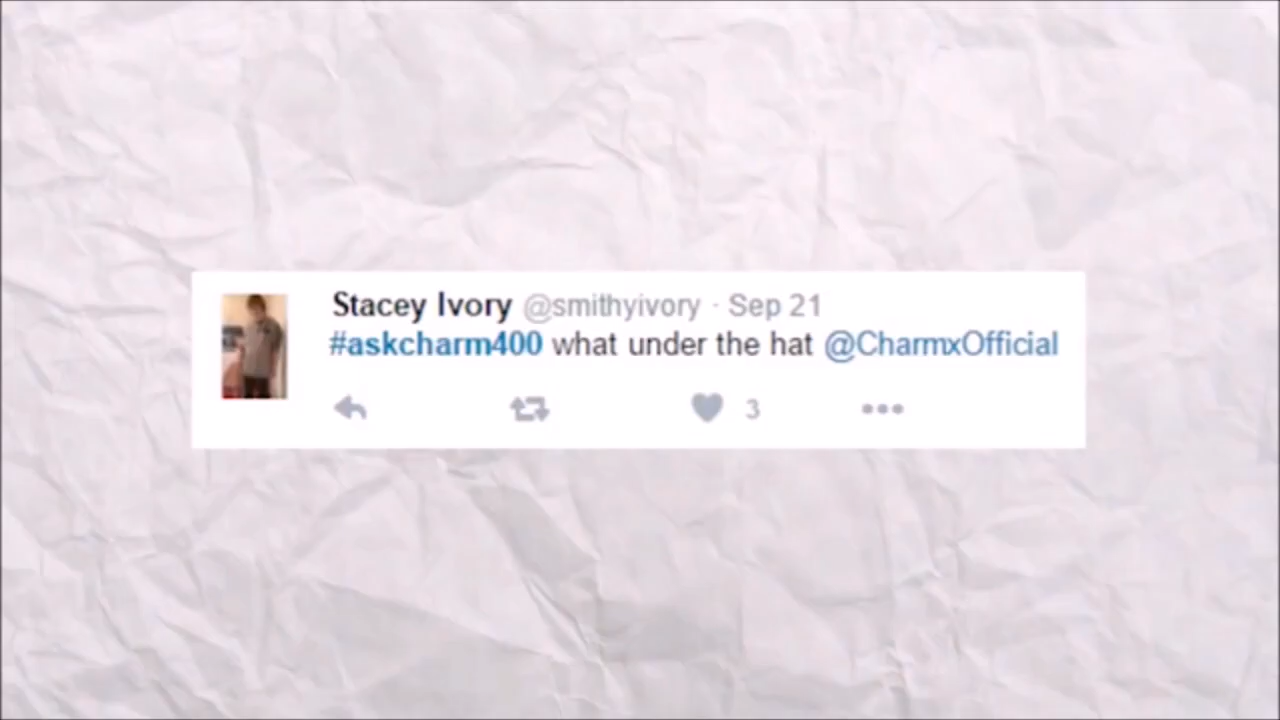 Stacey Ivory @smithyivory · Sep 21
#askcharm400 what under the hat @CharmxOfficial
3